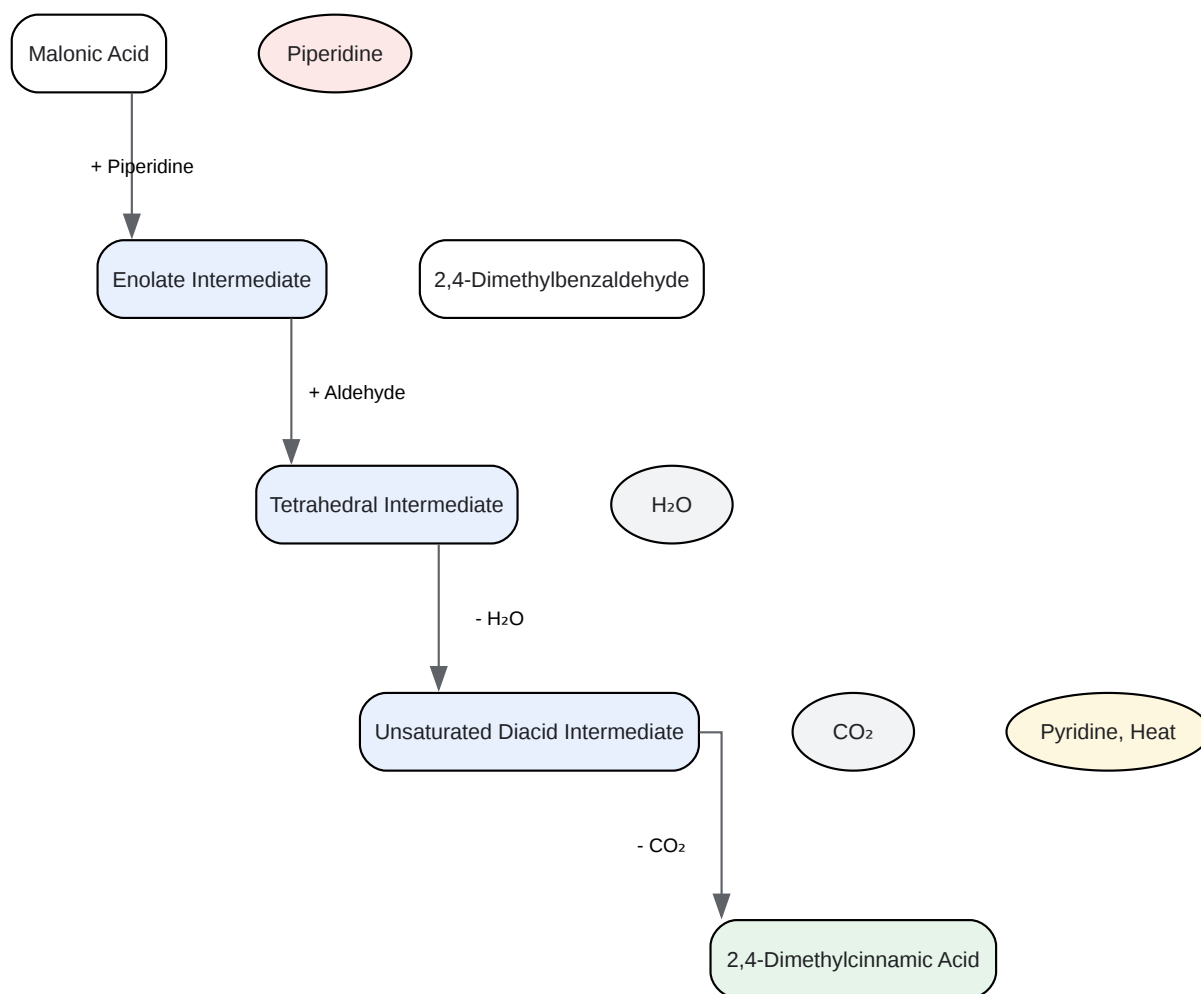 Malonic Acid
Piperidine
+ Piperidine
Enolate Intermediate
2,4-Dimethylbenzaldehyde
+ Aldehyde
Tetrahedral Intermediate
H₂O
- H₂O
Unsaturated Diacid Intermediate
CO₂
Pyridine, Heat
- CO₂
2,4-Dimethylcinnamic Acid